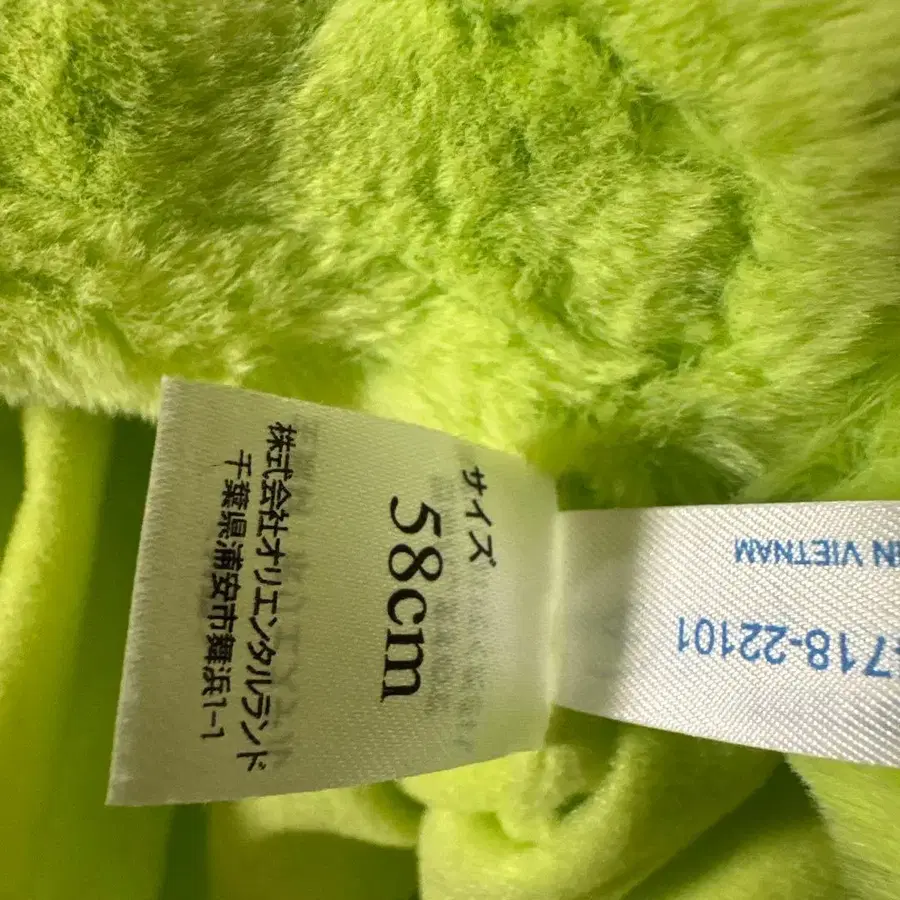 サイズ
58cm
株式会社オリエンタルランド
千葉県浦安市舞浜1-1
IN VIETNAM
718-22101